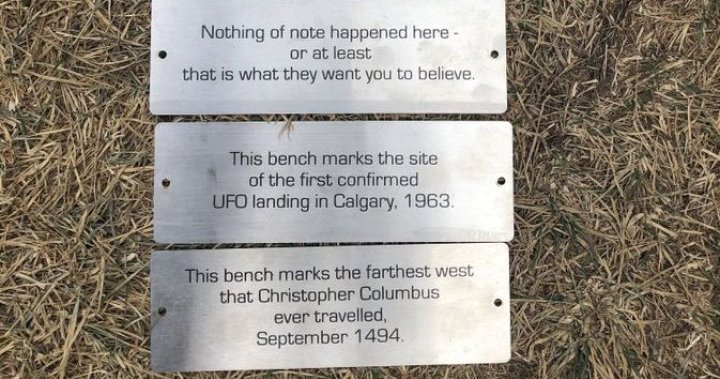 Nothing of note happened here -
or at least
that is what they want you to believe.
This bench marks the site
of the first confirmed
UFO landing in Calgary, 1963.
This bench marks the farthest west
that Christopher Columbus
ever travelled,
September 1494.